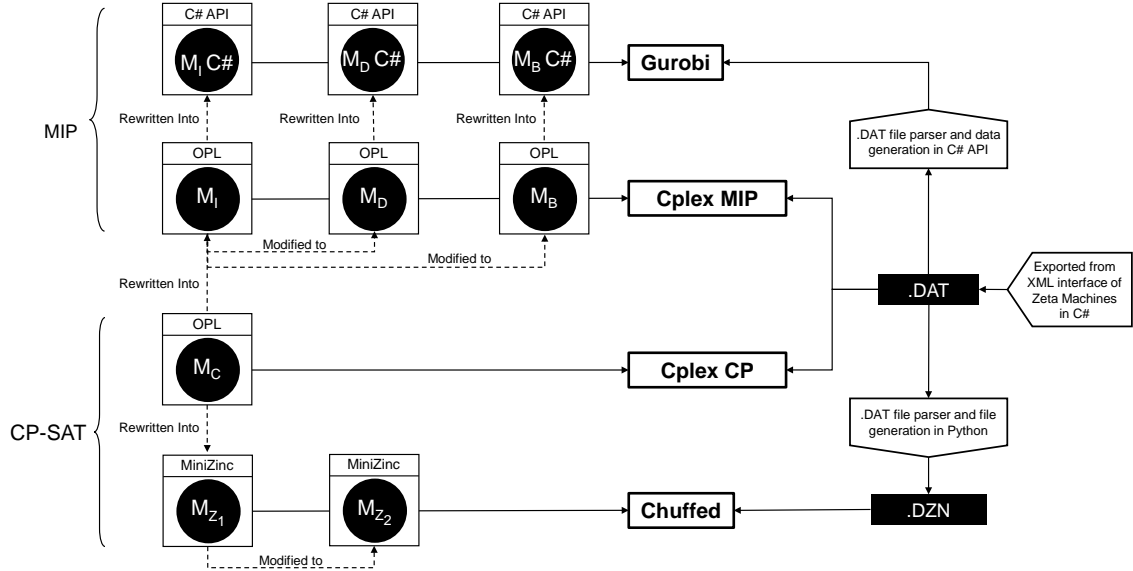 C# API
C# API
C# API
M_I C#
M_D C#
M_B C#
Gurobi
MIP
Rewritten Into
Rewritten Into
Rewritten Into
.DAT file parser and data
generation in C# API
OPL
OPL
OPL
M_I
M_D
M_B
Cplex MIP
Modified to
Modified to
Rewritten Into
.DAT
Exported from
XML interface of
Zeta Machines
in C#
OPL
M_C
Cplex CP
CP-SAT
Rewritten Into
.DAT file parser and file
generation in Python
MiniZinc
MiniZinc
M_Z_1
M_Z_2
Chuffed
.DZN
Modified to